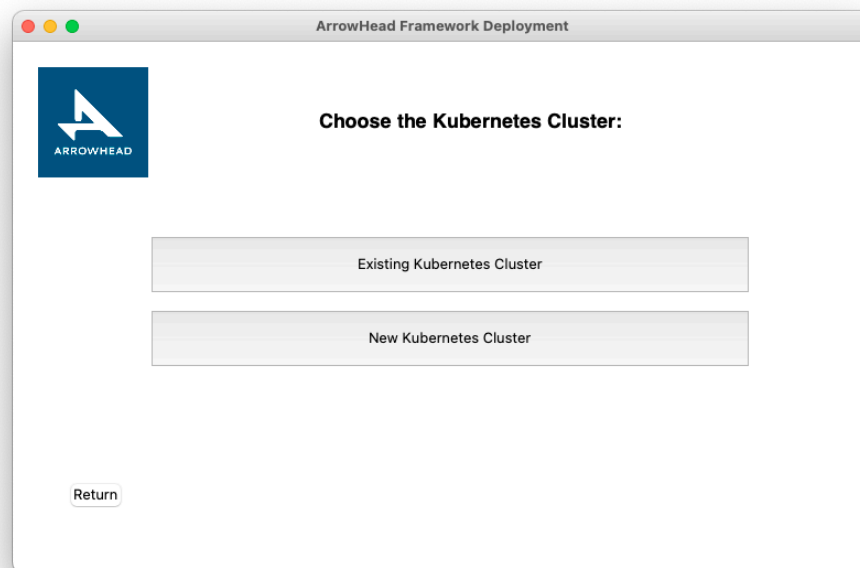 ArrowHead Framework Deployment
ARROWHEAD
Choose the Kubernetes Cluster:
Existing Kubernetes Cluster
New Kubernetes Cluster
Return